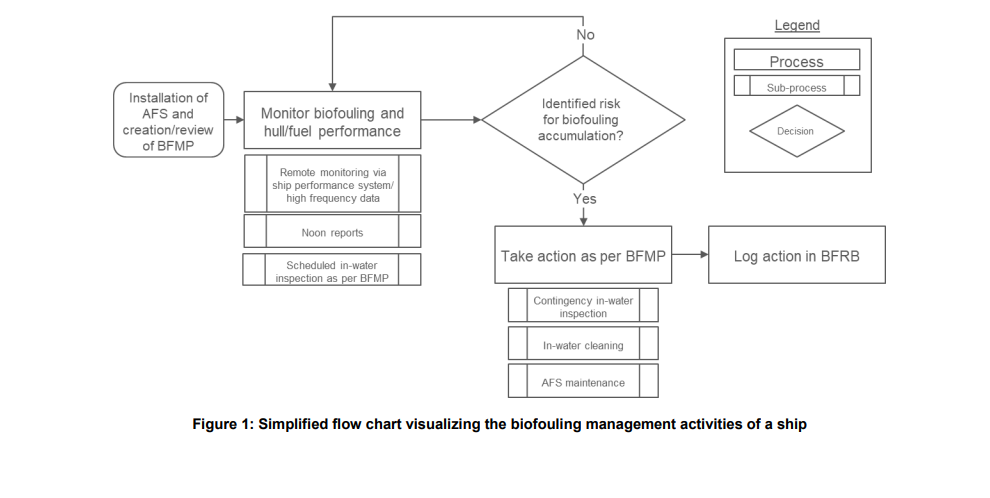 Legend
Process
Sub-process
Decision
No
Installation of
AFS and
creation/review
of BFMP
Monitor biofouling and
hull/fuel performance
Identified risk
for biofouling
accumulation?
Remote monitoring via
ship performance system/
high frequency data
Noon reports
Scheduled in-water
inspection as per BFMP
Yes
Take action as per BFMP
Log action in BFRB
Contingency in-water
inspection
In-water cleaning
AFS maintenance
Figure 1: Simplified flow chart visualizing the biofouling management activities of a ship